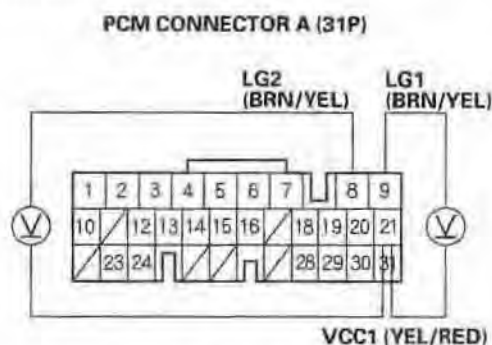 PCM CONNECTOR A (31P)
LG2 LG1
(BRN/YEL) (BRN/YEL)
1 2 3 4 5 6 7 8 9
V 10 12 13 14 15 16 18 19 20 21 V
23 24 28 29 30 31
VCC1 (YEL/RED)